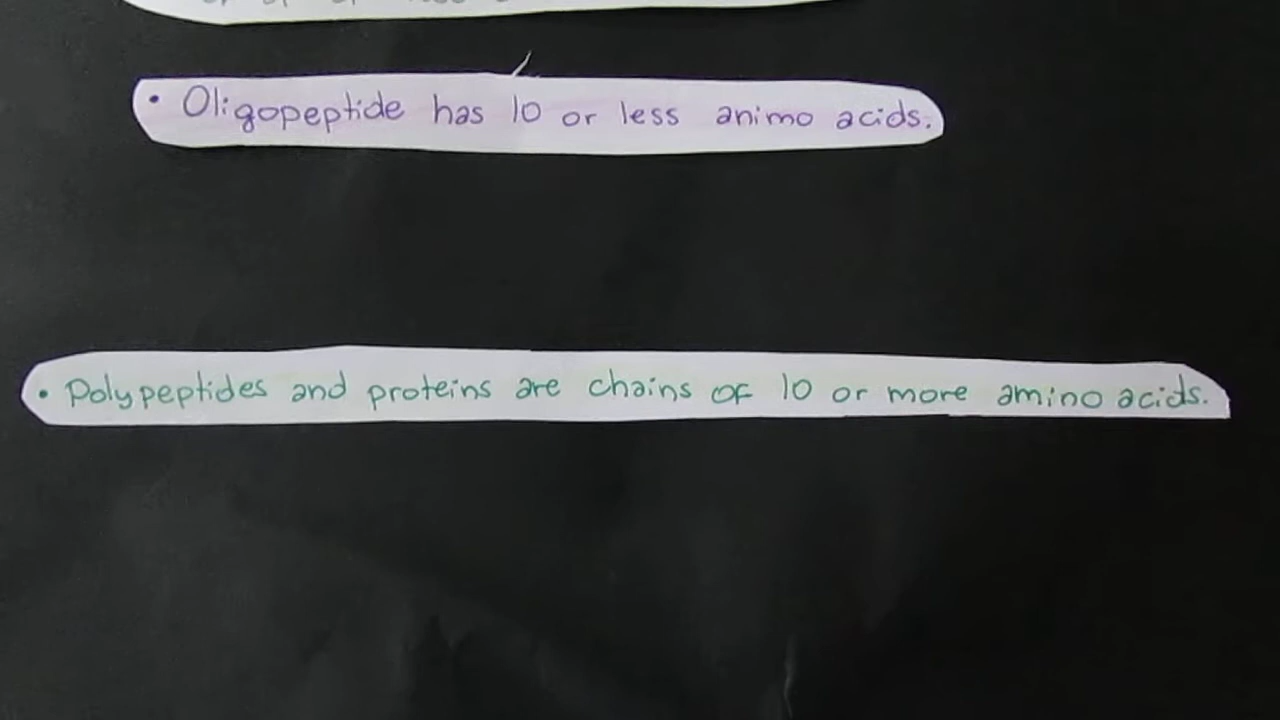 • Oligopeptide has 10 or less animo acids.
• Polypeptides and proteins are chains of 10 or more amino acids.